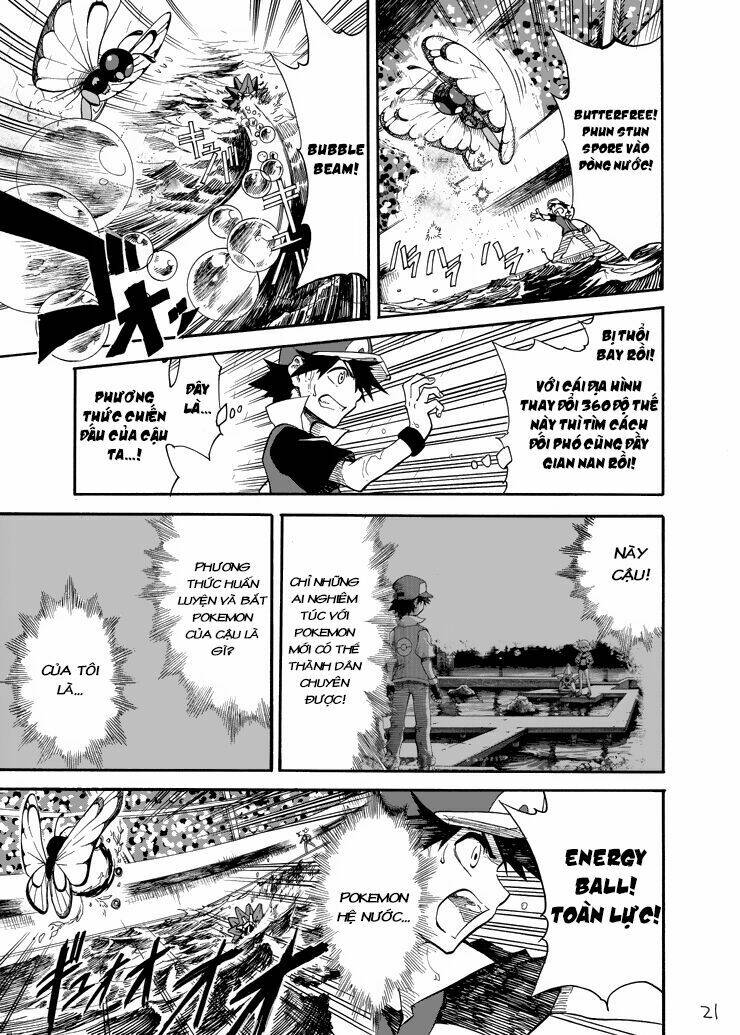 BUTTERFREE!
PHUN STUN
SPORE VÀO
DÒNG NƯỚC!
BUBBLE
BEAM!
BỊ THỔI
BAY RỒI!
VỚI CÁI ĐỊA HÌNH
THAY ĐỔI 360 ĐỘ THẾ
NÀY THÌ TÌM CÁCH
ĐỐI PHÓ CŨNG ĐẦY
GIAN NAN RỒI!
ĐÂY
LÀ...
PHƯƠNG
THỨC CHIẾN
ĐẤU CỦA CẬU
TA...!
NÀY
CẬU!
CHỈ NHỮNG
AI NGHIÊM
TÚC VỚI
POKEMON
MỚI CÓ THỂ
THÀNH DÂN
CHUYÊN
ĐƯỢC!
PHƯƠNG
THỨC HUẤN
LUYỆN VÀ BẮT
POKEMON
CỦA CẬU LÀ
GÌ?
CỦA TÔI
LÀ...
ENERGY
BALL!
TOÀN LỰC!
POKEMON
HỆ NƯỚC...
21